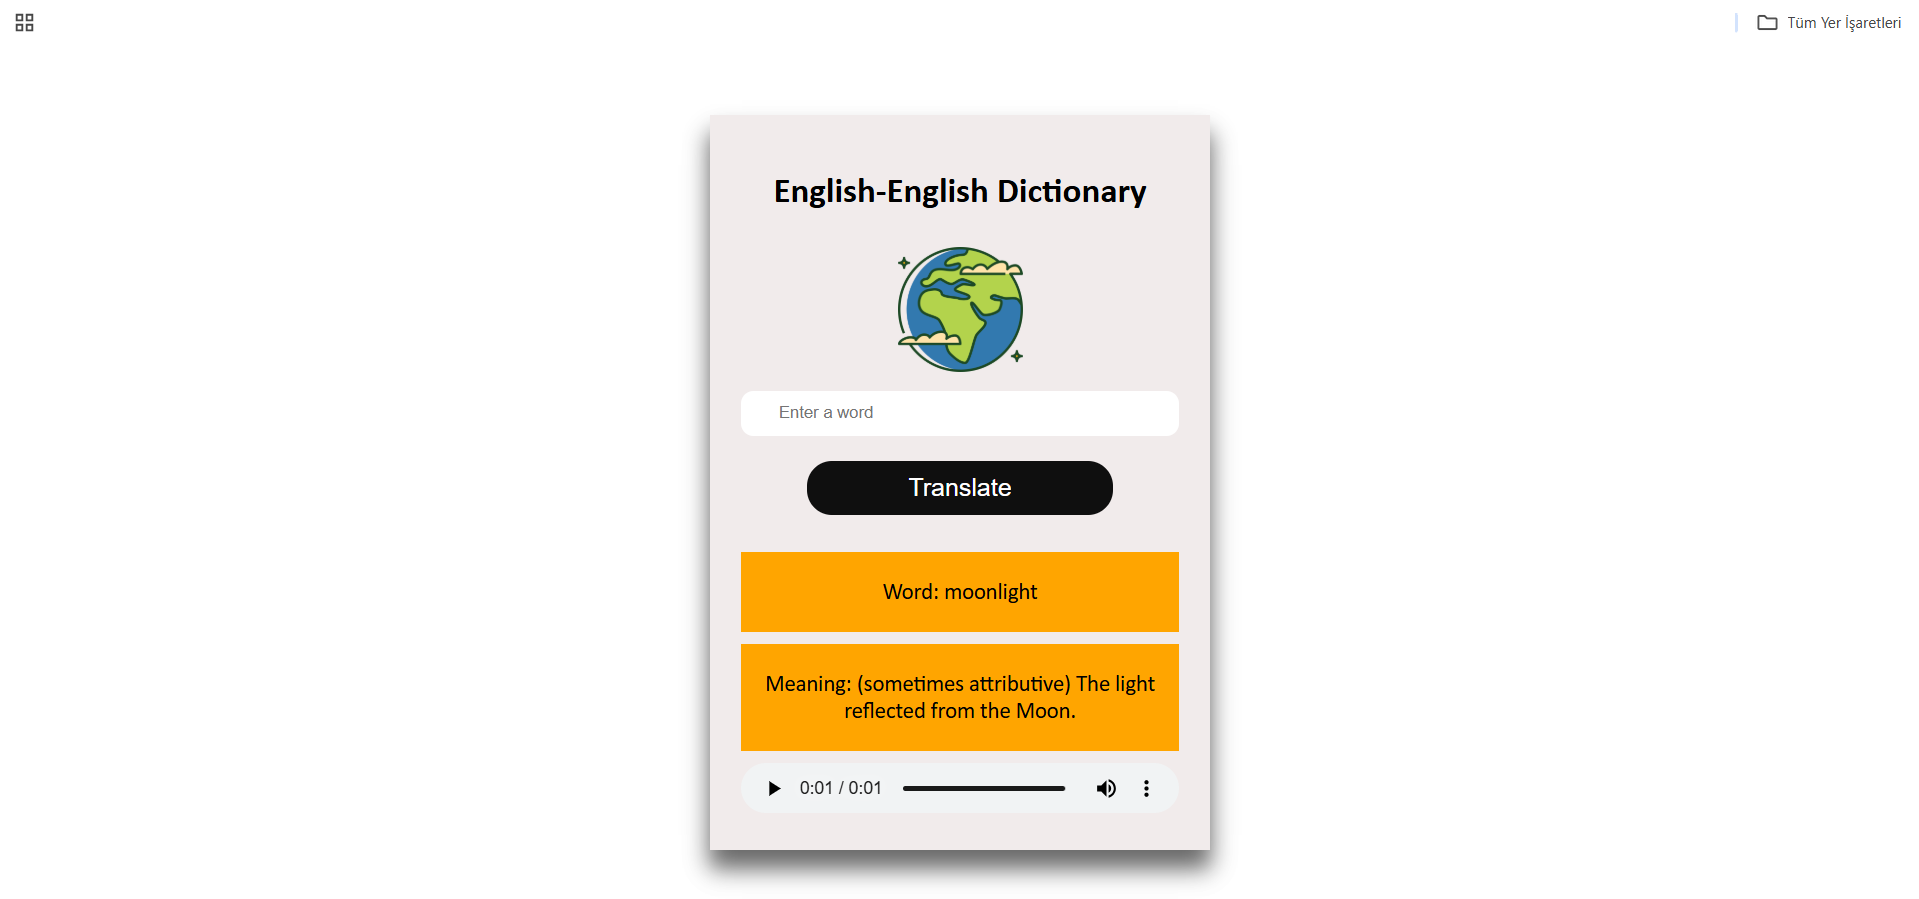 Tüm Yer İşaretleri
English-English Dictionary
Enter a word
Translate
Word: moonlight
Meaning: (sometimes attributive) The light
reflected from the Moon.
0:01 / 0:01